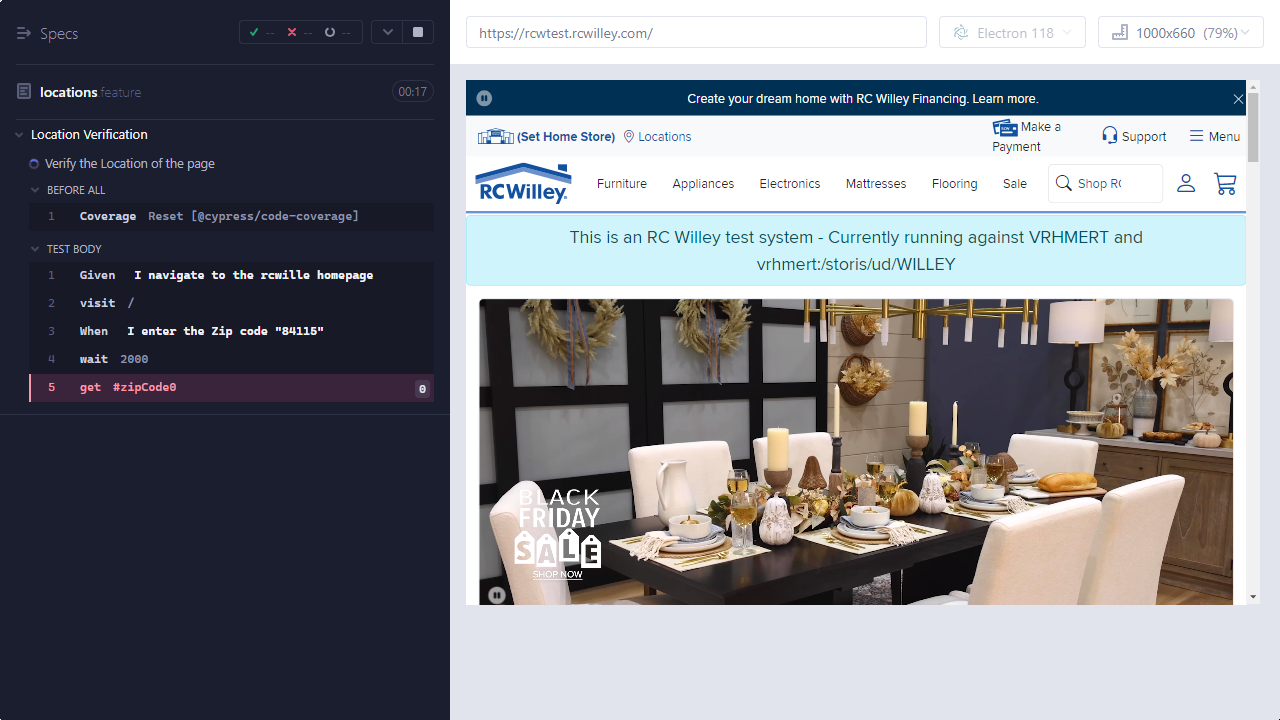 Specs
--
--
--
locations.feature
00:17
Location Verification
Verify the Location of the page
BEFORE ALL
1 Coverage Reset [@cypress/code-coverage]
TEST BODY
1 Given I navigate to the rcwille homepage
2 visit /
3 When I enter the Zip code "84115"
4 wait 2000
5 get #zipCode0 0
https://rcwtest.rcwilley.com/
Electron 118
1000x660 (79%)
Create your dream home with RC Willey Financing. Learn more.
(Set Home Store)
Locations
Make a
Payment
Support
Menu
RCWilley
Furniture
Appliances
Electronics
Mattresses
Flooring
Sale
Shop RC
This is an RC Willey test system - Currently running against VRHMERT and
vrhmert:/storis/ud/WILLEY
BLACK
FRIDAY
SALE
SHOP NOW